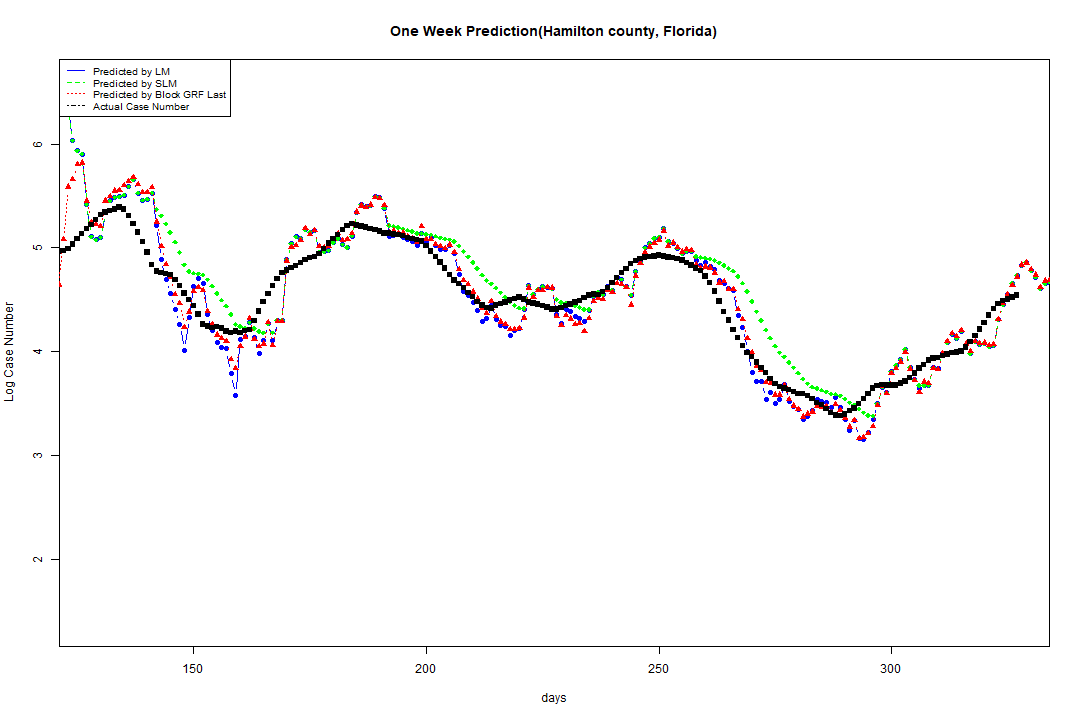 One Week Prediction(Hamilton county, Florida)
Predicted by LM
Predicted by SLM
Predicted by Block GRF Last
Actual Case Number
6
5
4
3
2
Log Case Number
150
200
250
300
days